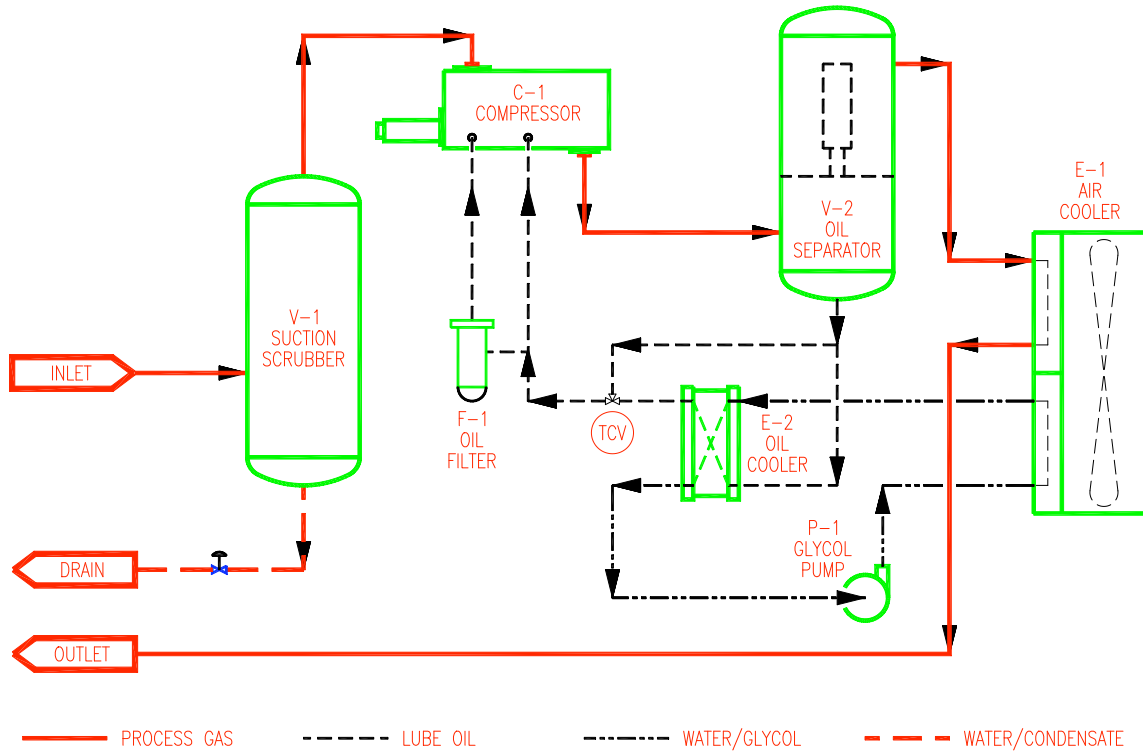 C-1
COMPRESSOR
V-2
OIL
SEPARATOR
E-1
AIR
COOLER
V-1
SUCTION
SCRUBBER
INLET
F-1
OIL
FILTER
TCV
E-2
OIL
COOLER
P-1
GLYCOL
PUMP
DRAIN
OUTLET
PROCESS GAS
LUBE OIL
WATER/GLYCOL
WATER/CONDENSATE